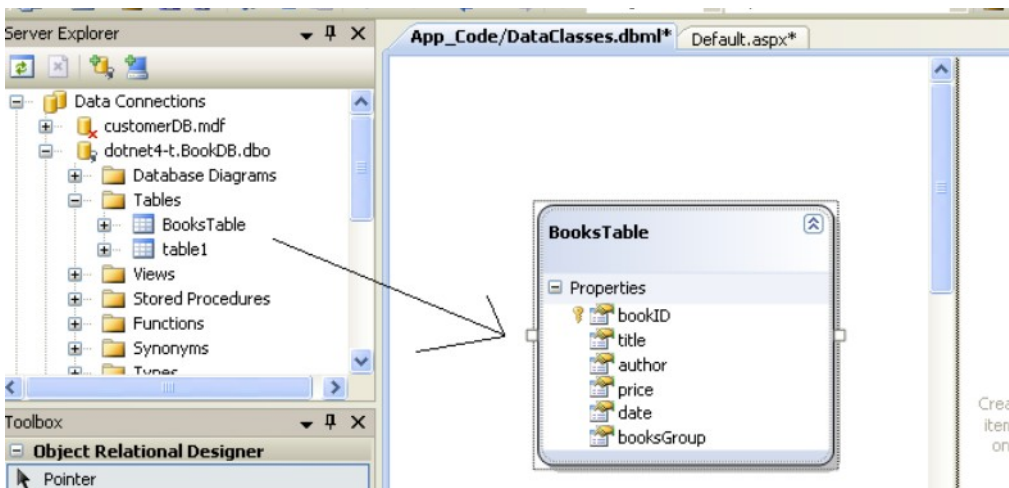 Server Explorer
App_Code/DataClasses.dbml*
Default.aspx*
Data Connections
customerDB.mdf
dotnet4-t.BookDB.dbo
Database Diagrams
Tables
BooksTable
table1
Views
Stored Procedures
Functions
Synonyms
Types
Toolbox
Object Relational Designer
Pointer
BooksTable
Properties
bookID
title
author
price
date
booksGroup